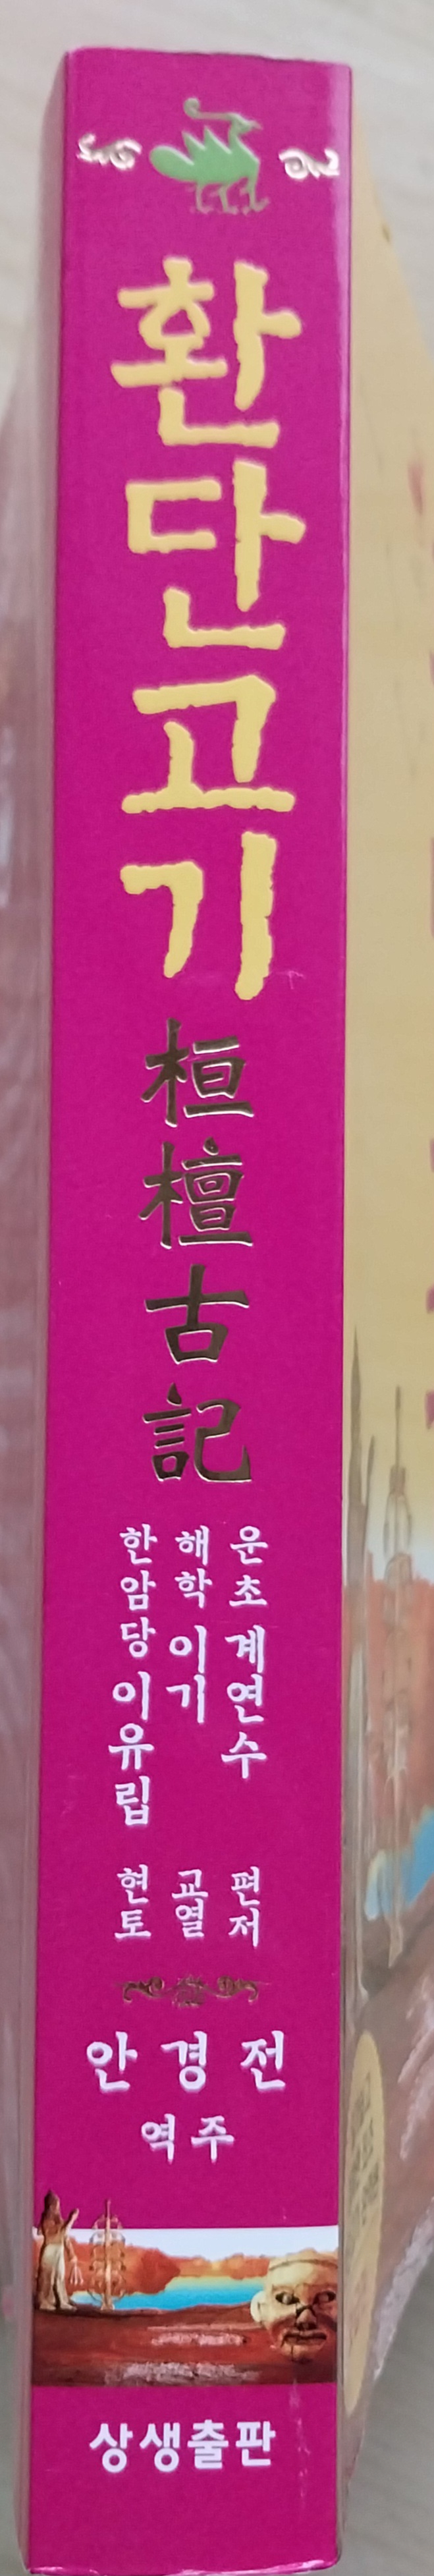 환단고기
桓檀古記
운초 계연수 편저
해학 이기 교열
한암당 이유립 현토
안경전
역주
상생출판